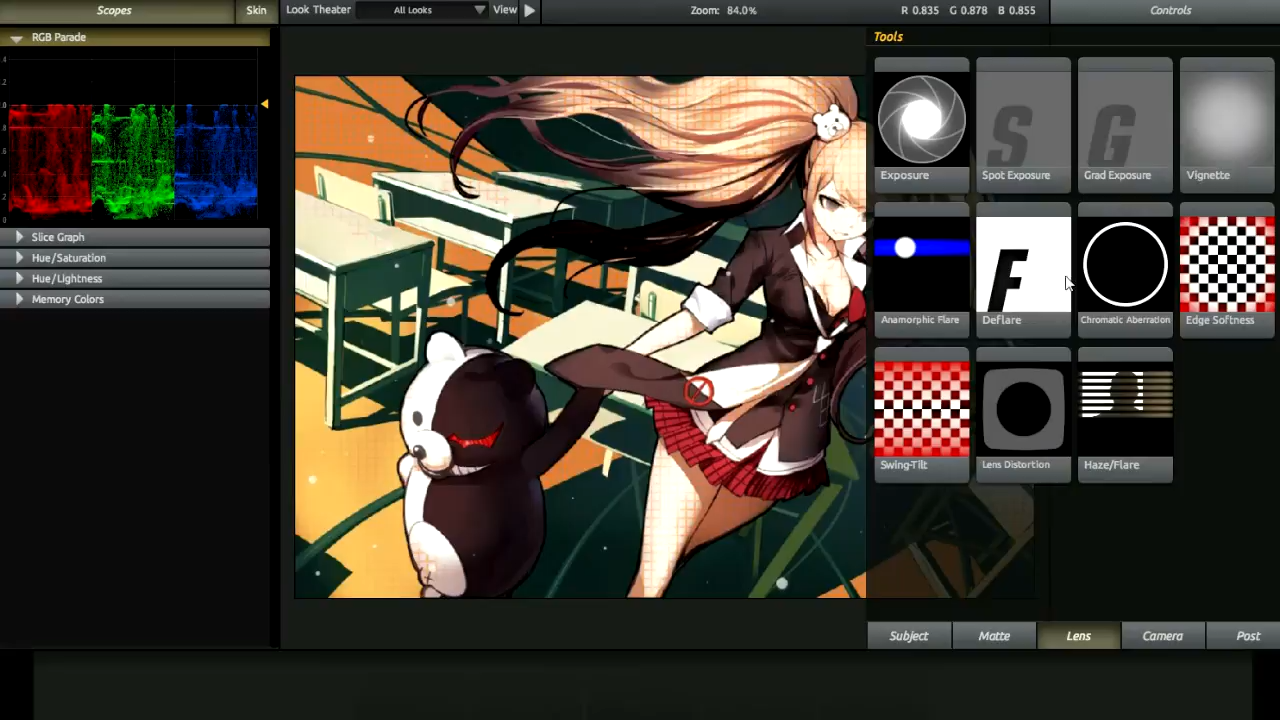 Scopes
Skin
Look Theater
All Looks
View
Zoom: 84.0%
R 0.835 G 0.878 B 0.855
Controls
RGB Parade
Tools
Exposure
S
Spot Exposure
G
Grad Exposure
Vignette
Anamorphic Flare
F
Deflare
Chromatic Aberration
Edge Softness
Swing-Tilt
Lens Distortion
Haze/Flare
Slice Graph
Hue/Saturation
Hue/Lightness
Memory Colors
Subject
Matte
Lens
Camera
Post